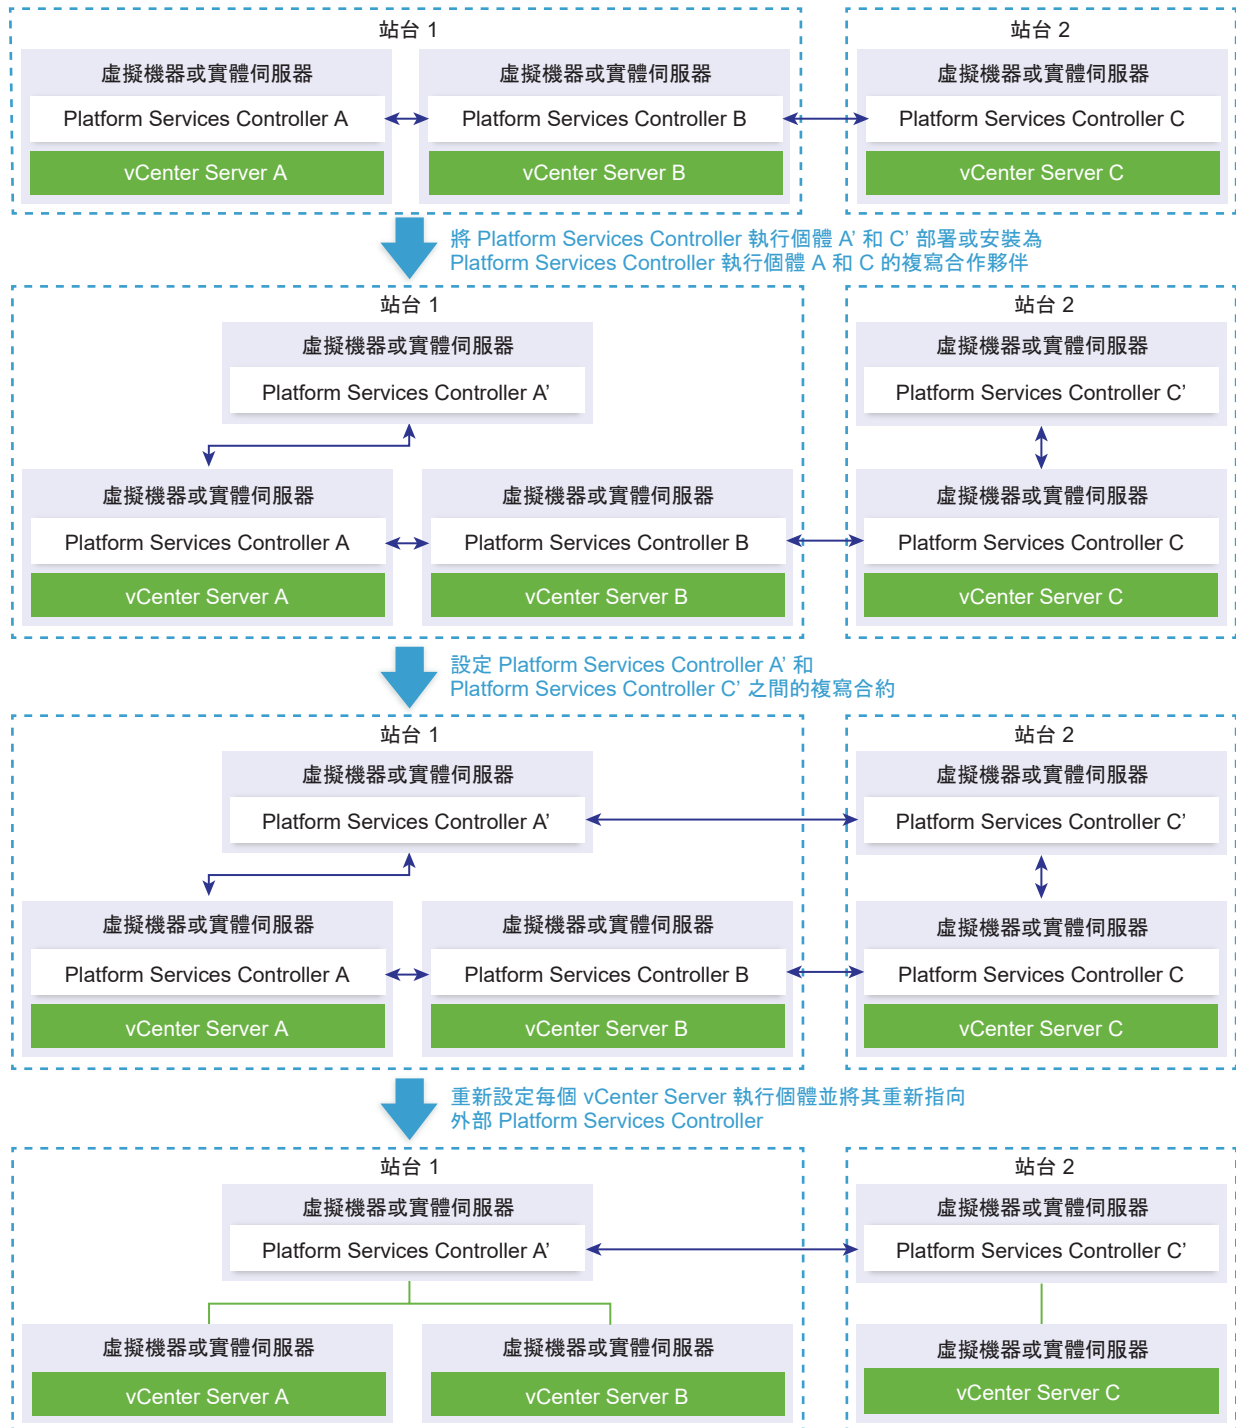 站台 1
站台 2
虛擬機器或實體伺服器
虛擬機器或實體伺服器
虛擬機器或實體伺服器
Platform Services Controller A
Platform Services Controller B
Platform Services Controller C
vCenter Server A
vCenter Server B
vCenter Server C
將 Platform Services Controller 執行個體 A’ 和 C’ 部署或安裝為
Platform Services Controller 執行個體 A 和 C 的複寫合作夥伴
站台 1
站台 2
虛擬機器或實體伺服器
虛擬機器或實體伺服器
Platform Services Controller A’
Platform Services Controller C’
虛擬機器或實體伺服器
虛擬機器或實體伺服器
虛擬機器或實體伺服器
Platform Services Controller A
Platform Services Controller B
Platform Services Controller C
vCenter Server A
vCenter Server B
vCenter Server C
設定 Platform Services Controller A’ 和
Platform Services Controller C’ 之間的複寫合約
站台 1
站台 2
虛擬機器或實體伺服器
虛擬機器或實體伺服器
Platform Services Controller A’
Platform Services Controller C’
虛擬機器或實體伺服器
虛擬機器或實體伺服器
虛擬機器或實體伺服器
Platform Services Controller A
Platform Services Controller B
Platform Services Controller C
vCenter Server A
vCenter Server B
vCenter Server C
重新設定每個 vCenter Server 執行個體並將其重新指向
外部 Platform Services Controller
站台 1
站台 2
虛擬機器或實體伺服器
虛擬機器或實體伺服器
Platform Services Controller A’
Platform Services Controller C’
虛擬機器或實體伺服器
虛擬機器或實體伺服器
虛擬機器或實體伺服器
vCenter Server A
vCenter Server B
vCenter Server C